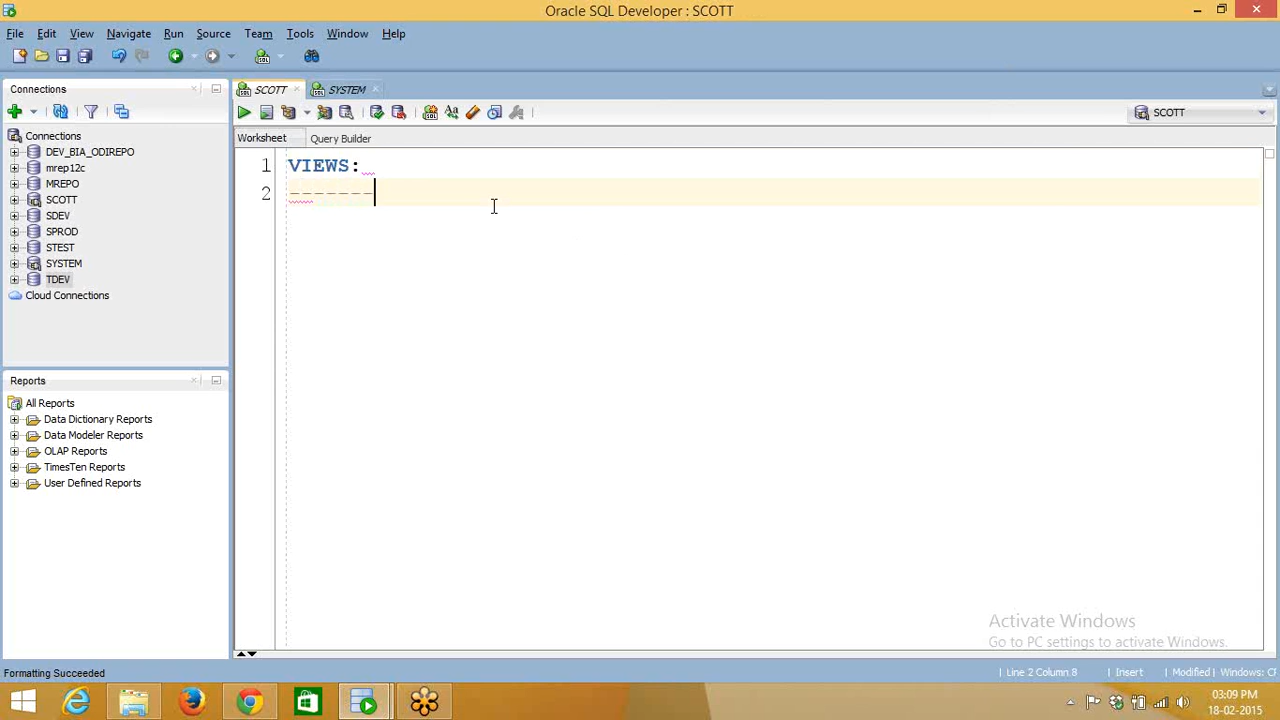 Oracle SQL Developer : SCOTT
File Edit View Navigate Run Source Team Tools Window Help
Connections
SCOTT
SYSTEM
SCOTT
Worksheet
Query Builder
Connections
DEV_BIA_ODIREPO
mrep12c
MREPO
SCOTT
SDEV
SPROD
STEST
SYSTEM
TDEV
Cloud Connections
1 VIEWS:
2 -------
Reports
All Reports
Data Dictionary Reports
Data Modeler Reports
OLAP Reports
TimesTen Reports
User Defined Reports
Activate Windows
Go to PC settings to activate Windows.
Formatting Succeeded
Line 2 Column 8
Insert
Modified
Windows: CF
03:09 PM
18-02-2015